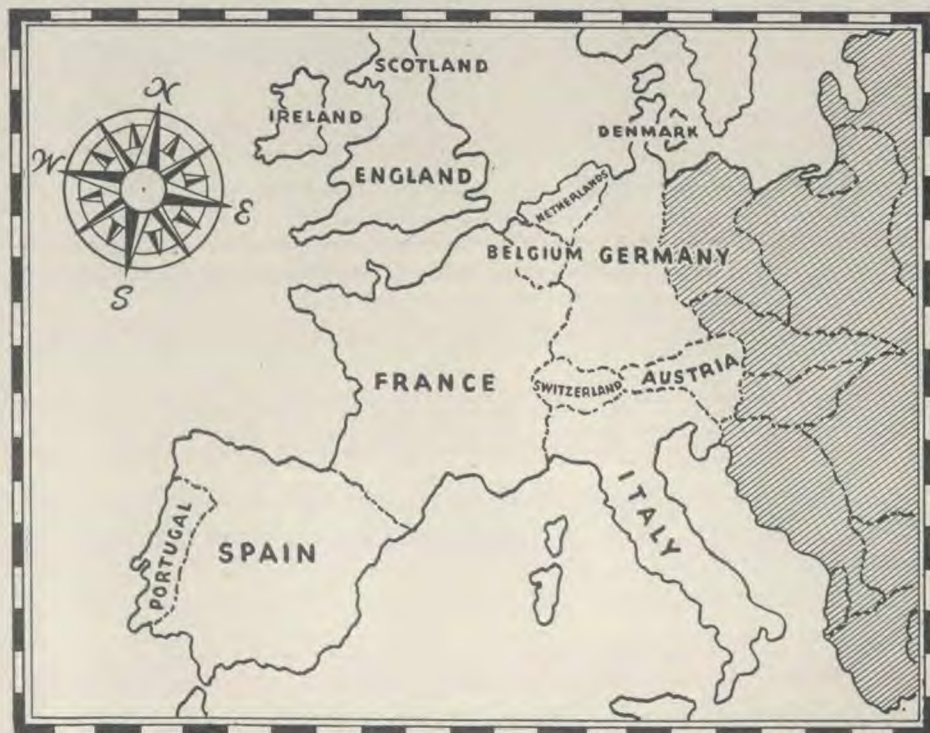 N
W
E
S
SCOTLAND
IRELAND
ENGLAND
DENMARK
NETHERLANDS
BELGIUM
GERMANY
FRANCE
SWITZERLAND
AUSTRIA
ITALY
PORTUGAL
SPAIN